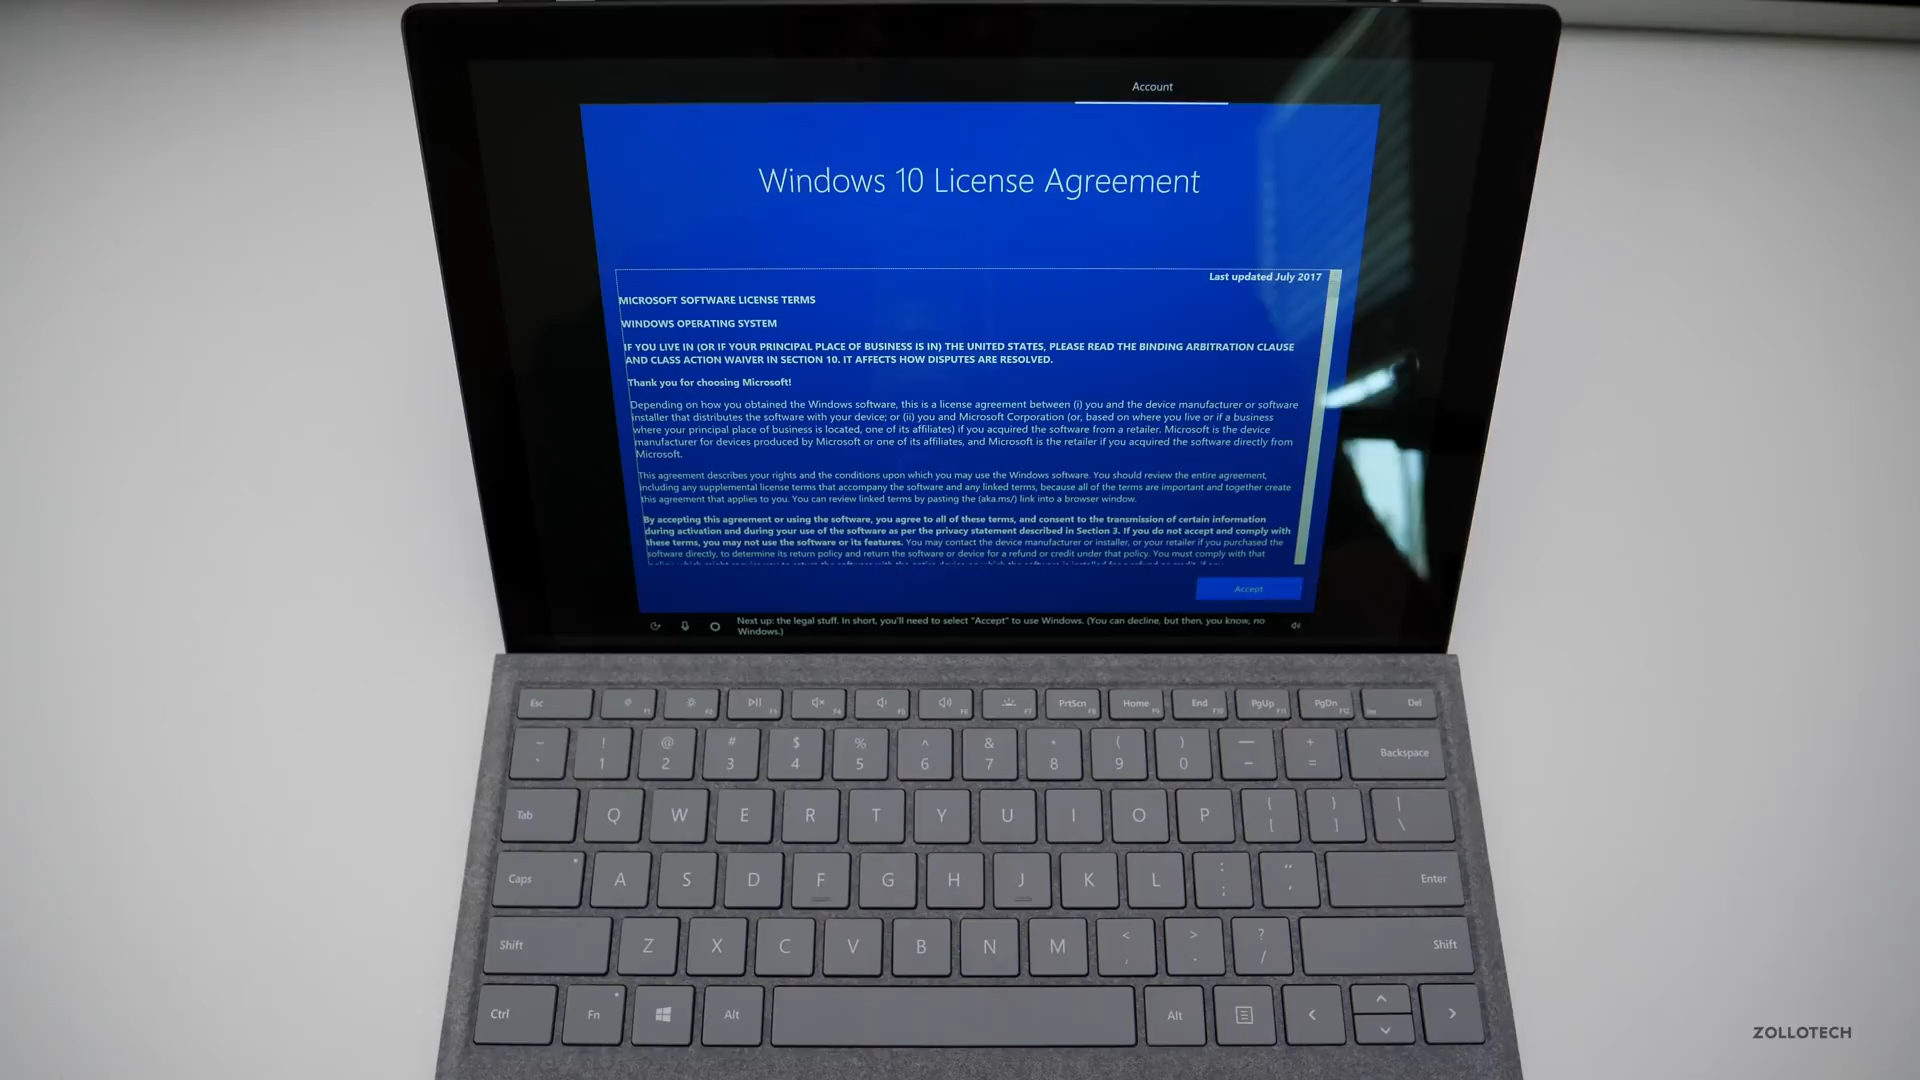 Account
Windows 10 License Agreement
Last updated July 2017
MICROSOFT SOFTWARE LICENSE TERMS
WINDOWS OPERATING SYSTEM
IF YOU LIVE IN (OR IF YOUR PRINCIPAL PLACE OF BUSINESS IS IN) THE UNITED STATES, PLEASE READ THE BINDING ARBITRATION CLAUSE
AND CLASS ACTION WAIVER IN SECTION 10. IT AFFECTS HOW DISPUTES ARE RESOLVED.
Thank you for choosing Microsoft!
Depending on how you obtained the Windows software, this is a license agreement between (i) you and the device manufacturer or software
installer that distributes the software with your device; or (ii) you and Microsoft Corporation (or, based on where you live or if a business
where your principal place of business is located, one of its affiliates) if you acquired the software from a retailer. Microsoft is the device
manufacturer for devices produced by Microsoft or one of its affiliates, and Microsoft is the retailer if you acquired the software directly from
Microsoft.
This agreement describes your rights and the conditions upon which you may use the Windows software. You should review the entire agreement,
including any supplemental license terms that accompany the software and any linked terms, because all of the terms are important and together create
this agreement that applies to you. You can review linked terms by pasting the (aka.ms/) link into a browser window.
By accepting this agreement or using the software, you agree to all of these terms, and consent to the transmission of certain information
during activation and during your use of the software as per the privacy statement described in Section 3. If you do not accept and comply with
these terms, you may not use the software or its features. You may contact the device manufacturer or installer, or your retailer if you purchased the
software directly, to determine its return policy and return the software or device for a refund or credit under that policy. You must comply with that
Accept
Next up: the legal stuff. In short, you'll need to select "Accept" to use Windows. (You can decline, but then, you know, no
Windows.)
Esc F1 F2 F3 F4 F5 F6 F7 PrtScn F8 Home F9 End F10 PgUp F11 PgDn F12 Ins Del
~ ! @ # $ % ^ & * ( ) — +
` 1 2 3 4 5 6 7 8 9 0 - = Backspace
Tab Q W E R T Y U I O P { [ } ] | \
Caps A S D F G H J K L : ; “ ' Enter
Shift Z X C V B N M < , > . ? / Shift
Ctrl Fn Alt Alt
ZOLLOTECH